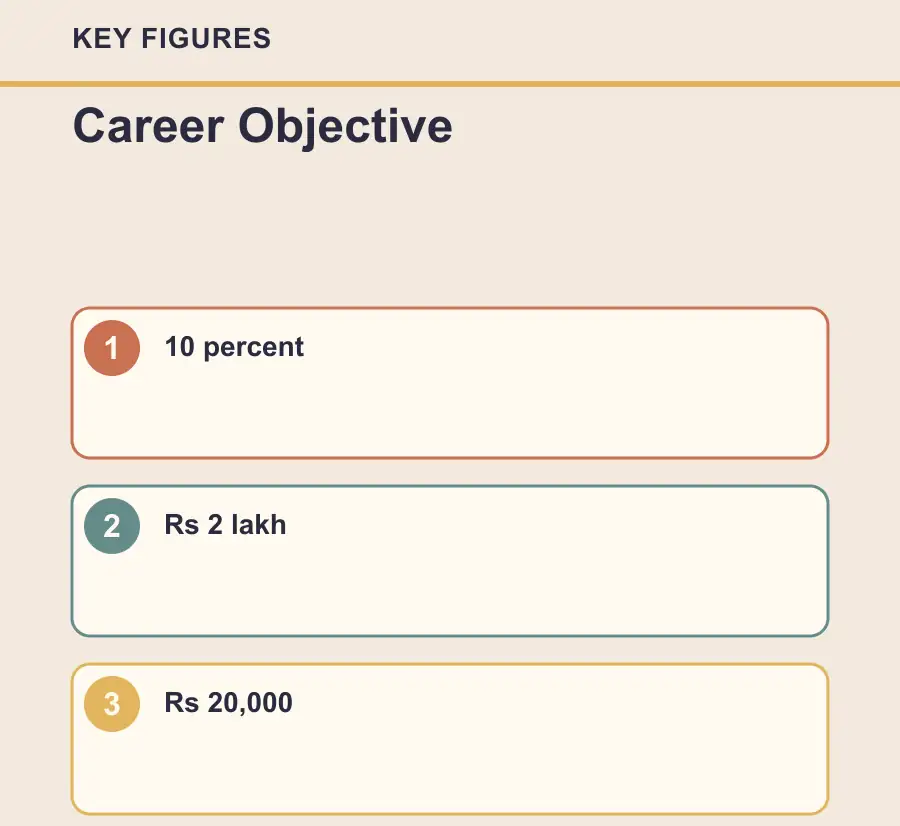 KEY FIGURES
Career Objective
1 10 percent
2 Rs 2 lakh
3 Rs 20,000